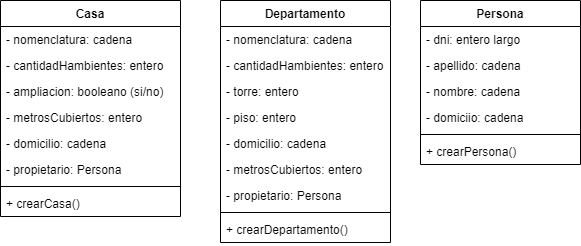 Casa
- nomenclatura: cadena
- cantidadHambientes: entero
- ampliacion: booleano (si/no)
- metrosCubiertos: entero
- domicilio: cadena
- propietario: Persona
+ crearCasa()
Departamento
- nomenclatura: cadena
- cantidadHambientes: entero
- torre: entero
- piso: entero
- domicilio: cadena
- metrosCubiertos: entero
- propietario: Persona
+ crearDepartamento()
Persona
- dni: entero largo
- apellido: cadena
- nombre: cadena
- domiciio: cadena
+ crearPersona()